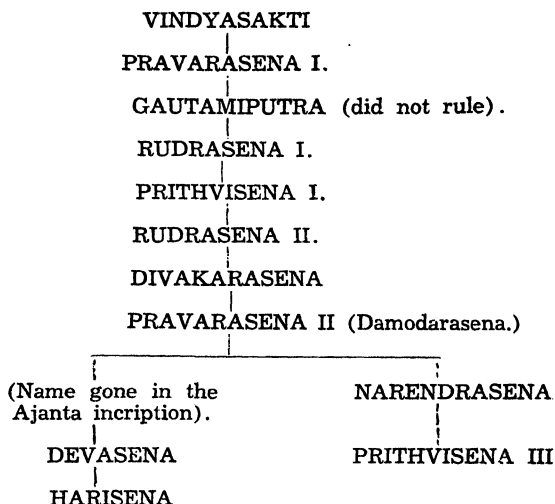 VINDYASAKTI
PRAVARASENA I.
GAUTAMIPUTRA (did not rule).
RUDRASENA I.
PRITHVISENA I.
RUDRASENA II.
DIVAKARASENA
PRAVARASENA II (Damodarasena.)
(Name gone in the
Ajanta incription).
NARENDRASENA
DEVASENA
PRITHVISENA III
HARISENA